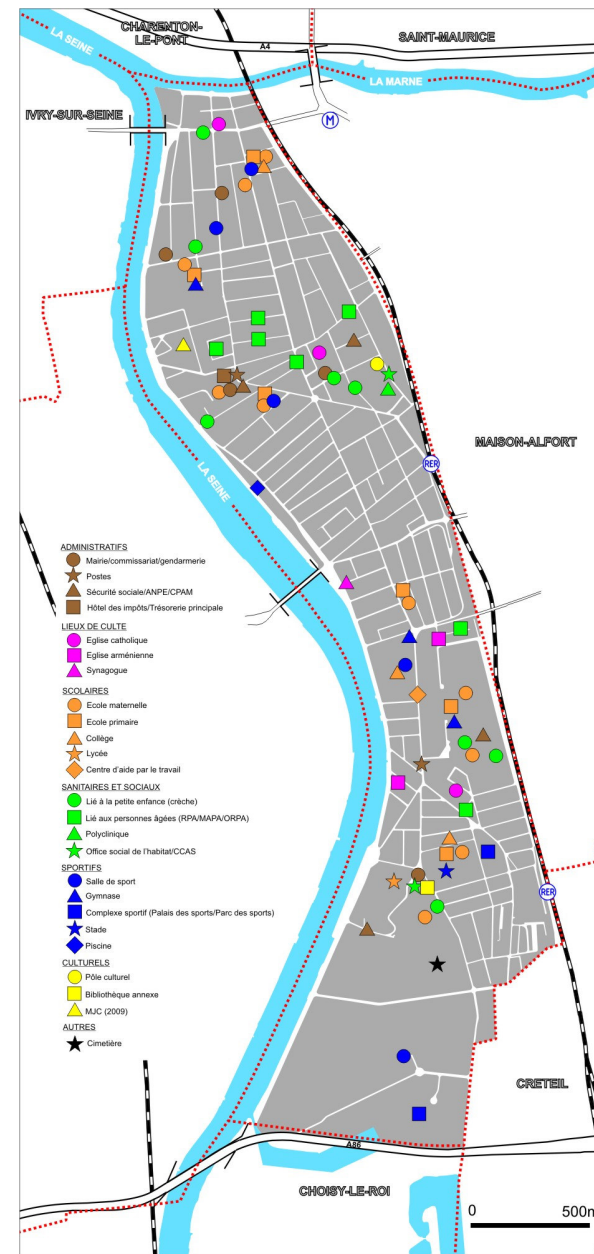 CHARENTON-
LE-PONT
SAINT-MAURICE
A4
LA SEINE
LA MARNE
IVRY-SUR-SEINE
M
MAISON-ALFORT
RER
LA SEINE
ADMINISTRATIFS
Mairie/commissariat/gendarmerie
Postes
Sécurité sociale/ANPE/CPAM
Hôtel des impôts/Trésorerie principale
LIEUX DE CULTE
Eglise catholique
Eglise arménienne
Synagogue
SCOLAIRES
Ecole maternelle
Ecole primaire
Collège
Lycée
Centre d'aide par le travail
SANITAIRES ET SOCIAUX
Lié à la petite enfance (crèche)
Lié aux personnes âgées (RPA/MAPA/ORPA)
Polyclinique
Office social de l'habitat/CCAS
SPORTIFS
Salle de sport
Gymnase
Complexe sportif (Palais des sports/Parc des sports)
Stade
Piscine
CULTURELS
Pôle culturel
Bibliothèque annexe
MJC (2009)
AUTRES
Cimetière
RER
CRETEIL
A86
CHOISY-LE-ROI
0 500m